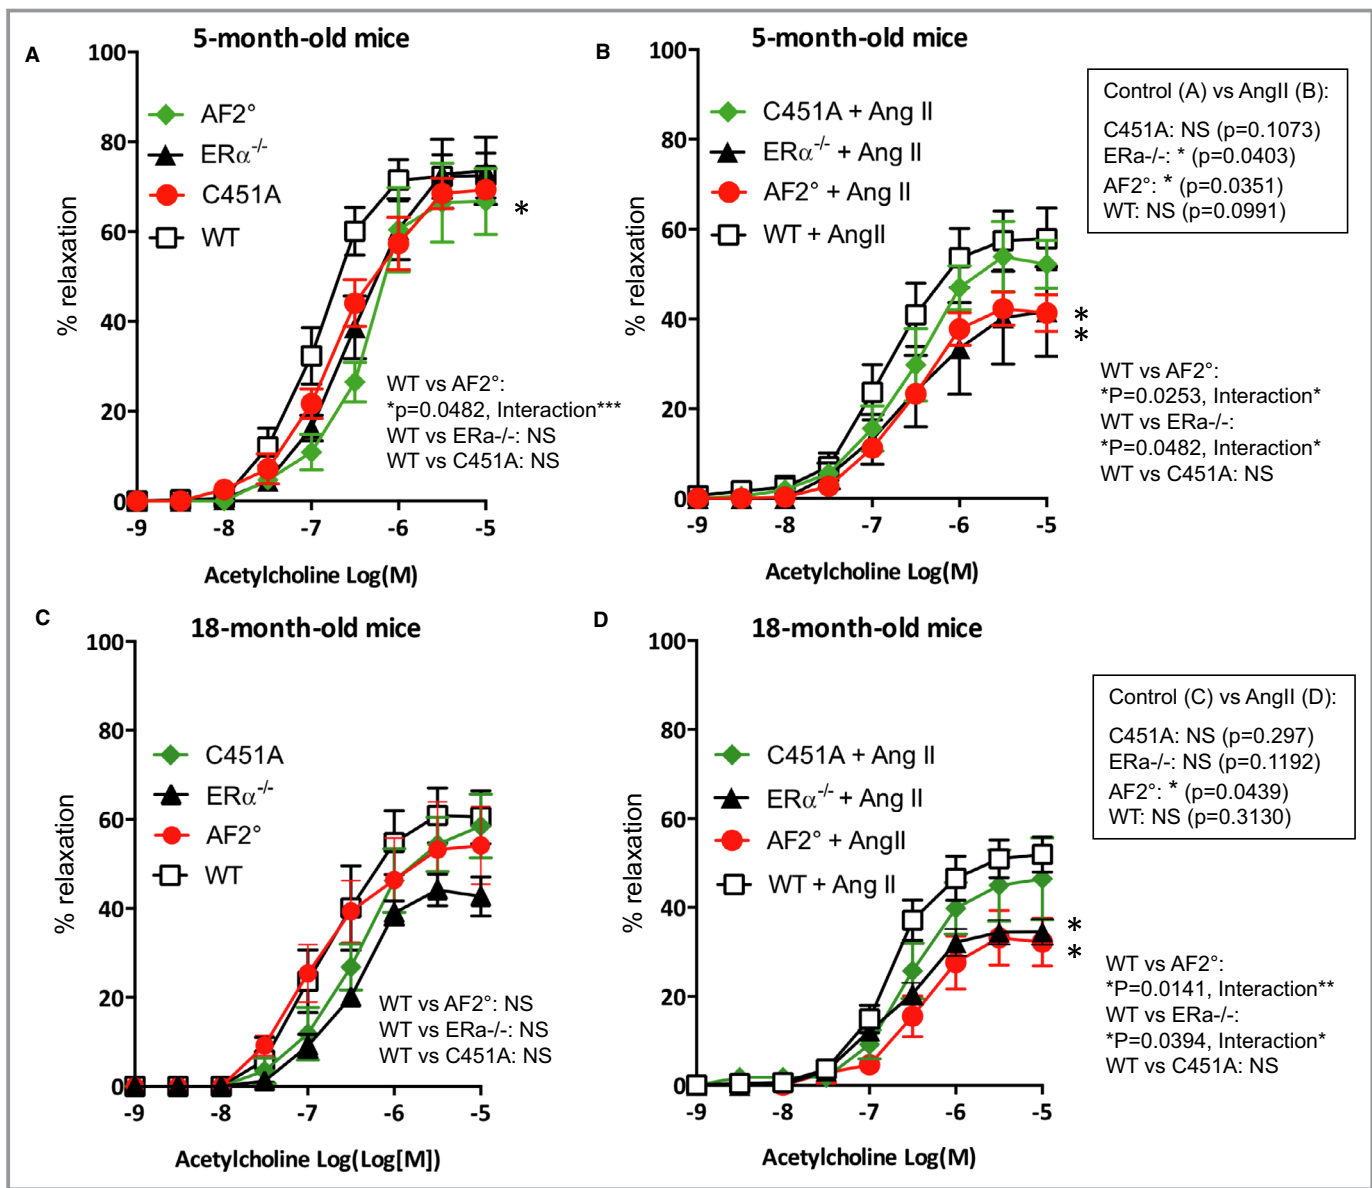 A
5-month-old mice
100
80
60
40
20
0
% relaxation
AF2°
ERα-/-
C451A
WT
*
WT vs AF2°:
*p=0.0482, Interaction***
WT vs ERa-/-: NS
WT vs C451A: NS
-9
-8
-7
-6
-5
Acetylcholine Log(M)
B
5-month-old mice
100
80
60
40
20
0
% relaxation
C451A + Ang II
ERα-/- + Ang II
AF2° + Ang II
WT + AngII
*
*
-9
-8
-7
-6
-5
Acetylcholine Log(M)
Control (A) vs AngII (B):
C451A: NS (p=0.1073)
ERa-/-: * (p=0.0403)
AF2°: * (p=0.0351)
WT: NS (p=0.0991)
WT vs AF2°:
*P=0.0253, Interaction*
WT vs ERa-/-:
*P=0.0482, Interaction*
WT vs C451A: NS
C
18-month-old mice
100
80
60
40
20
0
% relaxation
C451A
ERα-/-
AF2°
WT
WT vs AF2°: NS
WT vs ERa-/-: NS
WT vs C451A: NS
-9
-8
-7
-6
-5
Acetylcholine Log(Log[M])
D
18-month-old mice
100
80
60
40
20
0
% relaxation
C451A + Ang II
ERα-/- + Ang II
AF2° + AngII
WT + Ang II
*
*
-9
-8
-7
-6
-5
Acetylcholine Log(M)
Control (C) vs AngII (D):
C451A: NS (p=0.297)
ERa-/-: NS (p=0.1192)
AF2°: * (p=0.0439)
WT: NS (p=0.3130)
WT vs AF2°:
*P=0.0141, Interaction**
WT vs ERa-/-:
*P=0.0394, Interaction*
WT vs C451A: NS